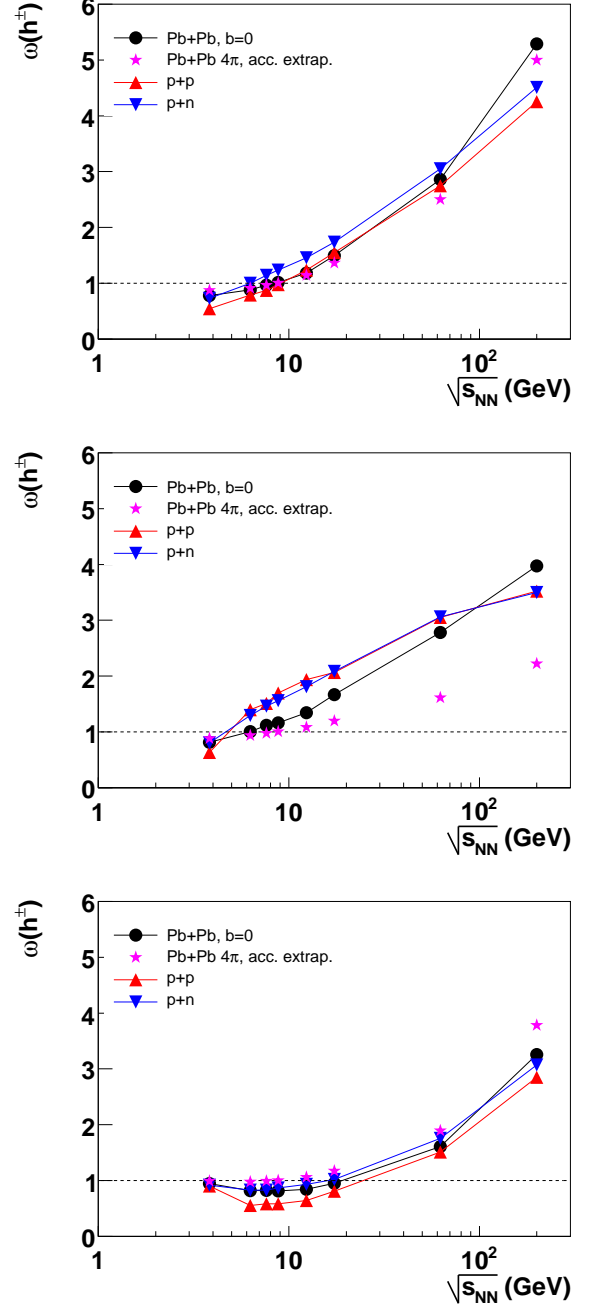 ω(h±)
6
5
4
3
2
1
0
Pb+Pb, b=0
Pb+Pb 4π, acc. extrap.
p+p
p+n
1 10 10²
√sNN (GeV)
ω(h±)
6
5
4
3
2
1
0
Pb+Pb, b=0
Pb+Pb 4π, acc. extrap.
p+p
p+n
1 10 10²
√sNN (GeV)
ω(h±)
6
5
4
3
2
1
0
Pb+Pb, b=0
Pb+Pb 4π, acc. extrap.
p+p
p+n
1 10 10²
√sNN (GeV)